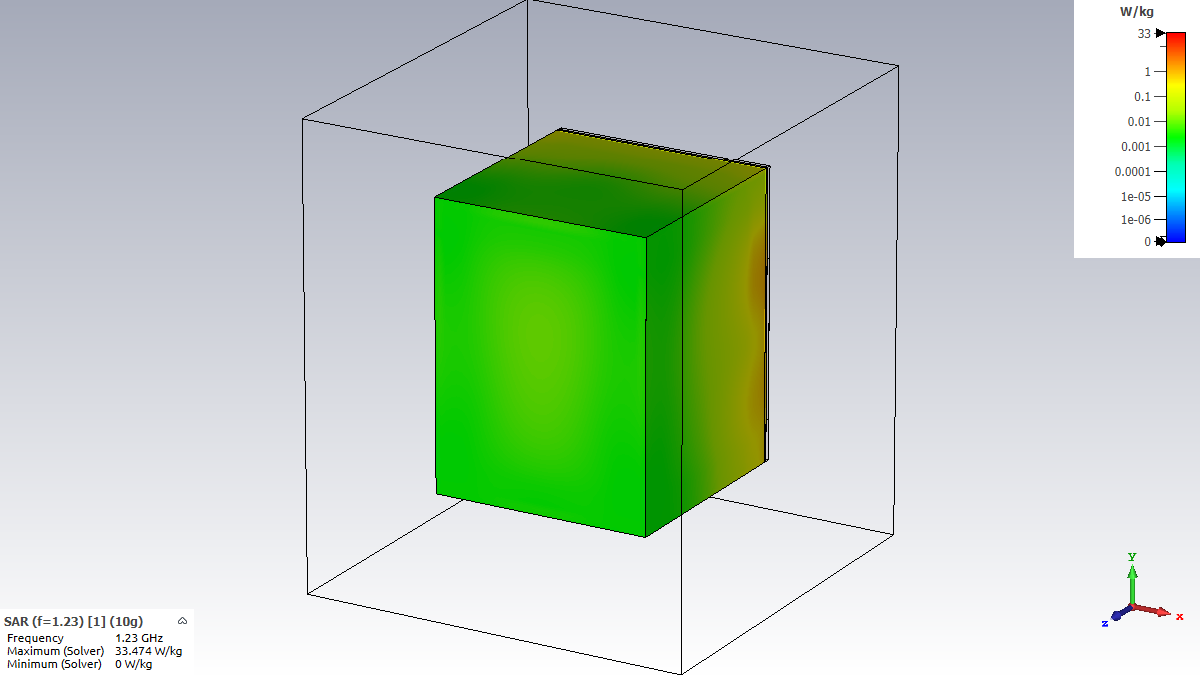 W/kg
33
1
0.1
0.01
0.001
0.0001
1e-05
1e-06
0
y
x
z
SAR (f=1.23) [1] (10g)
Frequency 1.23 GHz
Maximum (Solver) 33.474 W/kg
Minimum (Solver) 0 W/kg